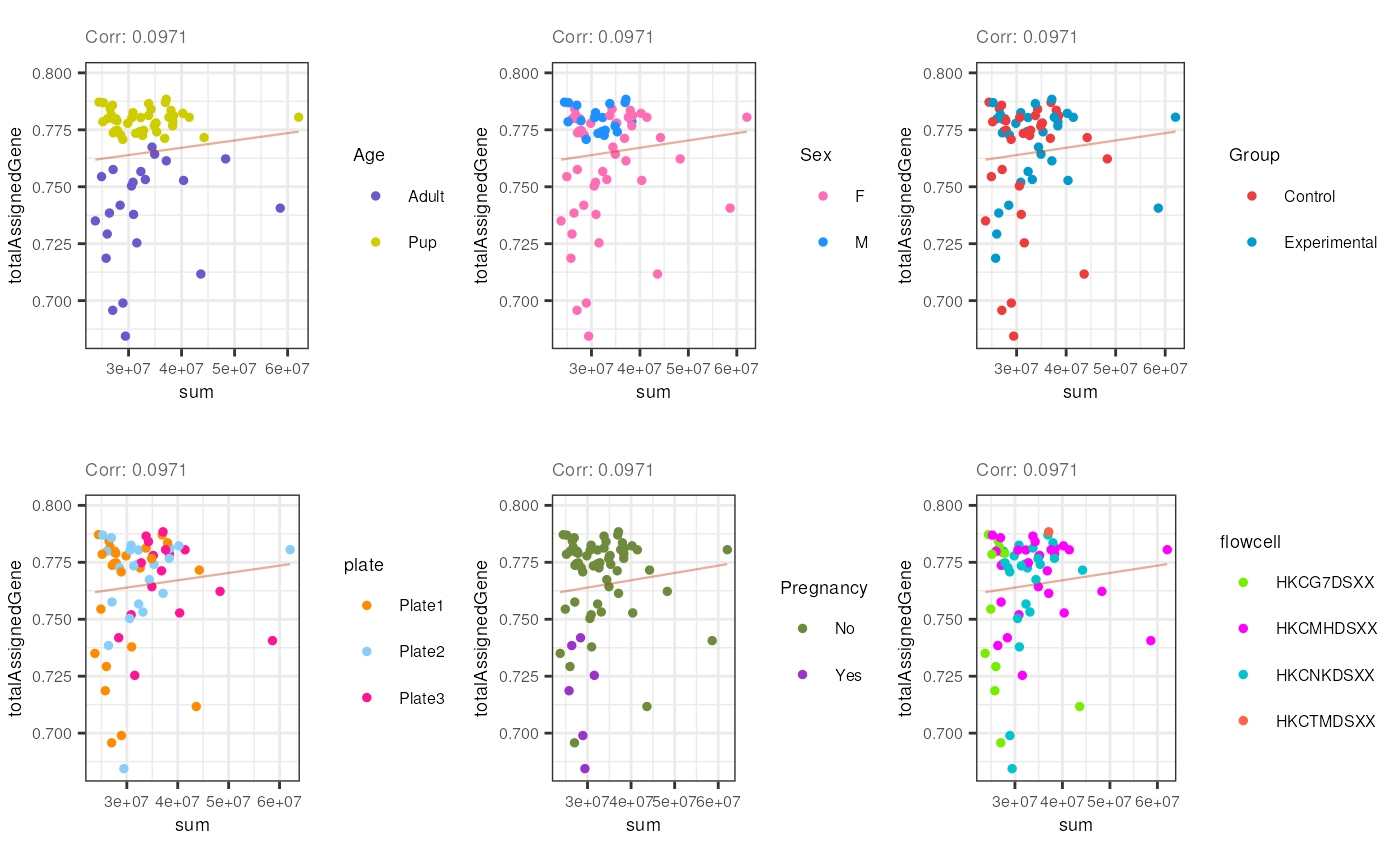 Corr: 0.0971
totalAssignedGene
0.800
0.775
0.750
0.725
0.700
3e+07 4e+07 5e+07 6e+07
sum
Age
Adult
Pup
Corr: 0.0971
totalAssignedGene
0.800
0.775
0.750
0.725
0.700
3e+07 4e+07 5e+07 6e+07
sum
Sex
F
M
Corr: 0.0971
totalAssignedGene
0.800
0.775
0.750
0.725
0.700
3e+07 4e+07 5e+07 6e+07
sum
Group
Control
Experimental
Corr: 0.0971
totalAssignedGene
0.800
0.775
0.750
0.725
0.700
3e+07 4e+07 5e+07 6e+07
sum
plate
Plate1
Plate2
Plate3
Corr: 0.0971
totalAssignedGene
0.800
0.775
0.750
0.725
0.700
3e+07 4e+07 5e+07 6e+07
sum
Pregnancy
No
Yes
Corr: 0.0971
totalAssignedGene
0.800
0.775
0.750
0.725
0.700
3e+07 4e+07 5e+07 6e+07
sum
flowcell
HKCG7DSXX
HKCMHDSXX
HKCNKDSXX
HKCTMDSXX